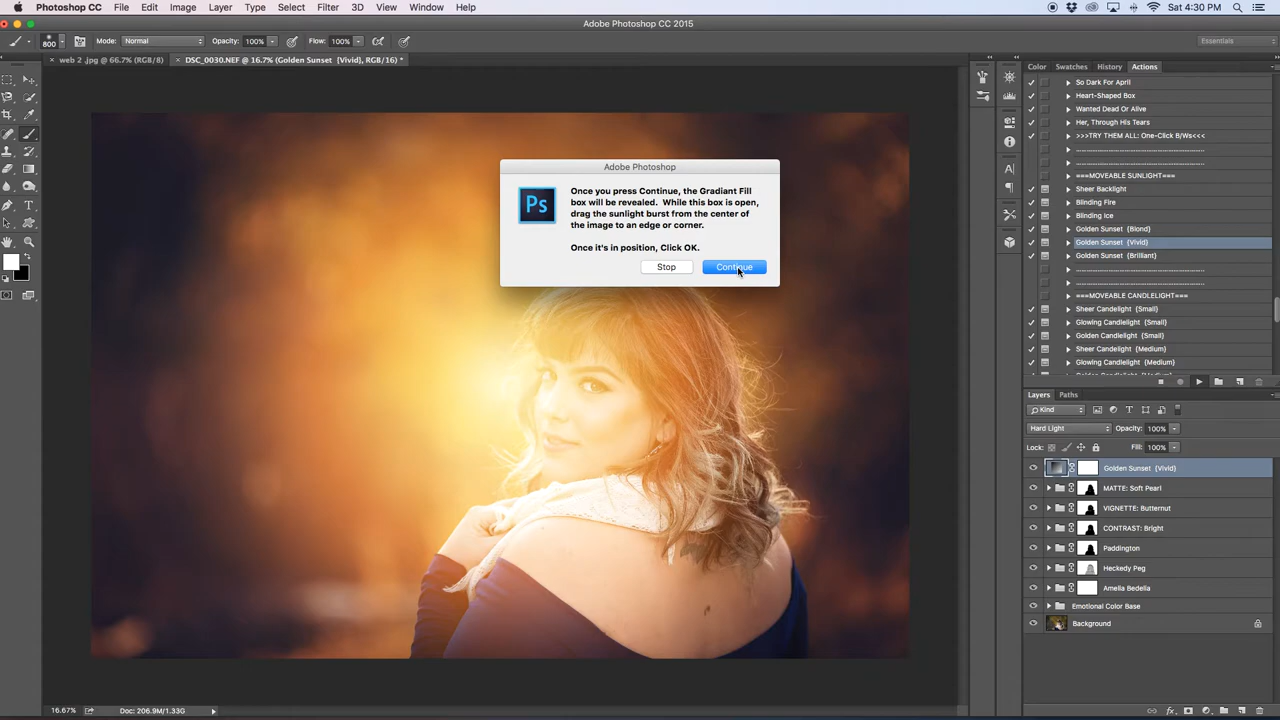 Photoshop CC File Edit Image Layer Type Select Filter 3D View Window Help Sat 4:30 PM
Adobe Photoshop CC 2015
800 Mode: Normal Opacity: 100% Flow: 100% Essentials
× web 2 .jpg @ 66.7% (RGB/8) × DSC_0030.NEF @ 16.7% (Golden Sunset {Vivid}, RGB/16) *
Color Swatches History Actions
So Dark For April
Heart-Shaped Box
Wanted Dead Or Alive
Her, Through His Tears
>>>TRY THEM ALL: One-Click B/Ws<<<
===MOVEABLE SUNLIGHT===
Sheer Backlight
Blinding Fire
Blinding Ice
Golden Sunset {Blond}
Golden Sunset {Vivid}
Golden Sunset {Brilliant}
===MOVEABLE CANDLELIGHT===
Sheer Candlelight {Small}
Glowing Candlelight {Small}
Golden Candlelight {Small}
Sheer Candlelight {Medium}
Glowing Candlelight {Medium}
Adobe Photoshop
Ps
Once you press Continue, the Gradiant Fill
box will be revealed. While this box is open,
drag the sunlight burst from the center of
the image to an edge or corner.
Once it's in position, Click OK.
Stop Continue
Layers Paths
Kind
Hard Light Opacity: 100%
Lock: Fill: 100%
Golden Sunset {Vivid}
MATTE: Soft Pearl
VIGNETTE: Butternut
CONTRAST: Bright
Paddington
Heckedy Peg
Amelia Bedelia
Emotional Color Base
Background
16.67% Doc: 206.9M/1.33G